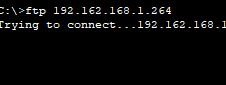 C:\>ftp 192.162.168.1.264
Trying to connect...192.162.168.1